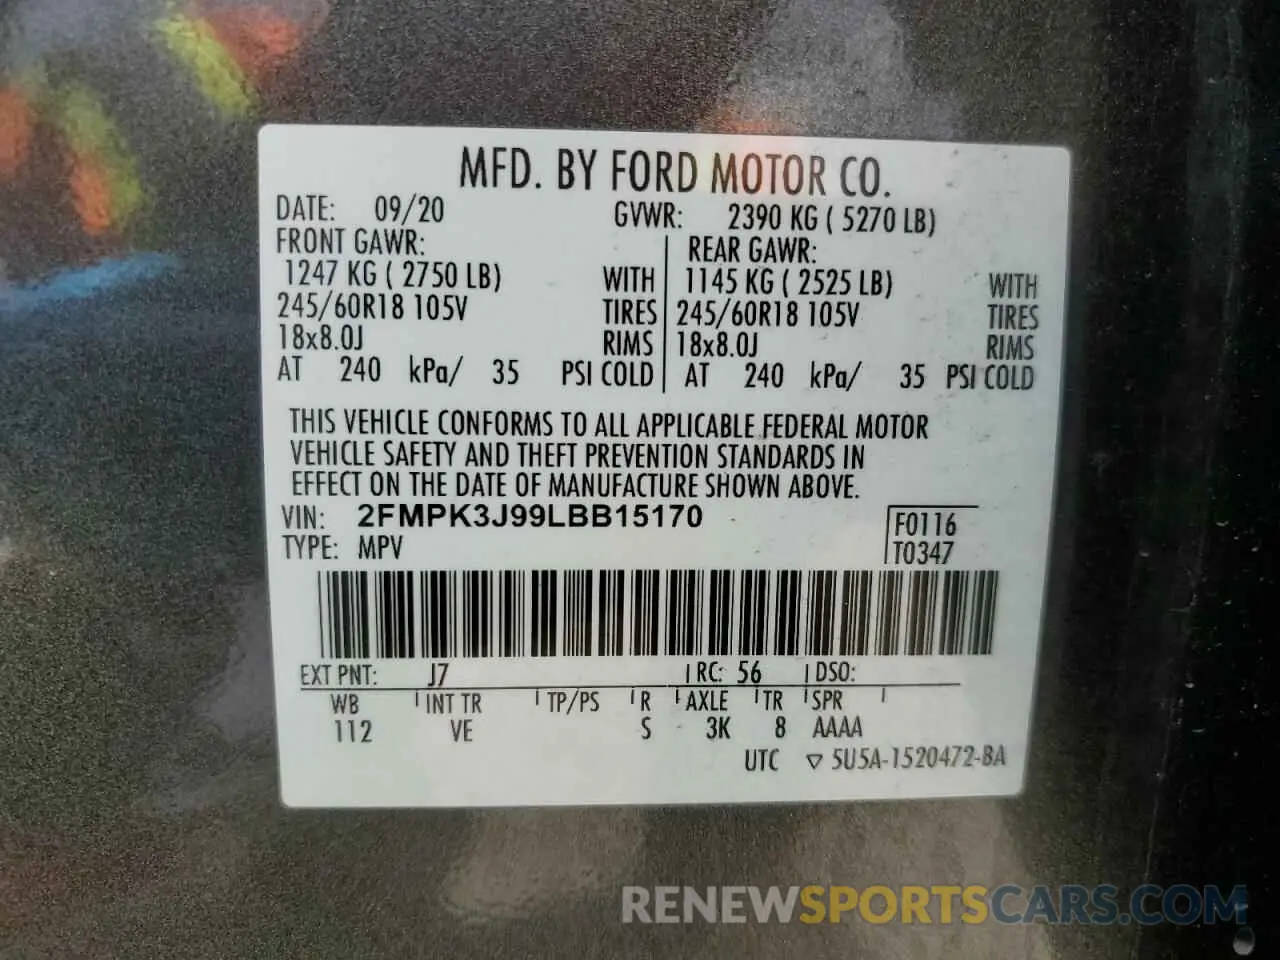 MFD. BY FORD MOTOR CO.
DATE: 09/20 GVWR: 2390 KG ( 5270 LB)
FRONT GAWR: REAR GAWR:
1247 KG ( 2750 LB) WITH 1145 KG ( 2525 LB) WITH
245/60R18 105V TIRES 245/60R18 105V TIRES
18x8.0J RIMS 18x8.0J RIMS
AT 240 kPa/ 35 PSI COLD AT 240 kPa/ 35 PSI COLD
THIS VEHICLE CONFORMS TO ALL APPLICABLE FEDERAL MOTOR
VEHICLE SAFETY AND THEFT PREVENTION STANDARDS IN
EFFECT ON THE DATE OF MANUFACTURE SHOWN ABOVE.
VIN: 2FMPK3J99LBB15170 F0116
TYPE: MPV T0347
EXT PNT: J7 RC: 56 DSO:
WB INT TR TP/PS R AXLE TR SPR
112 VE S 3K 8 AAAA
UTC ▽ 5U5A-1520472-BA
RENEWSPORTSCARS.COM